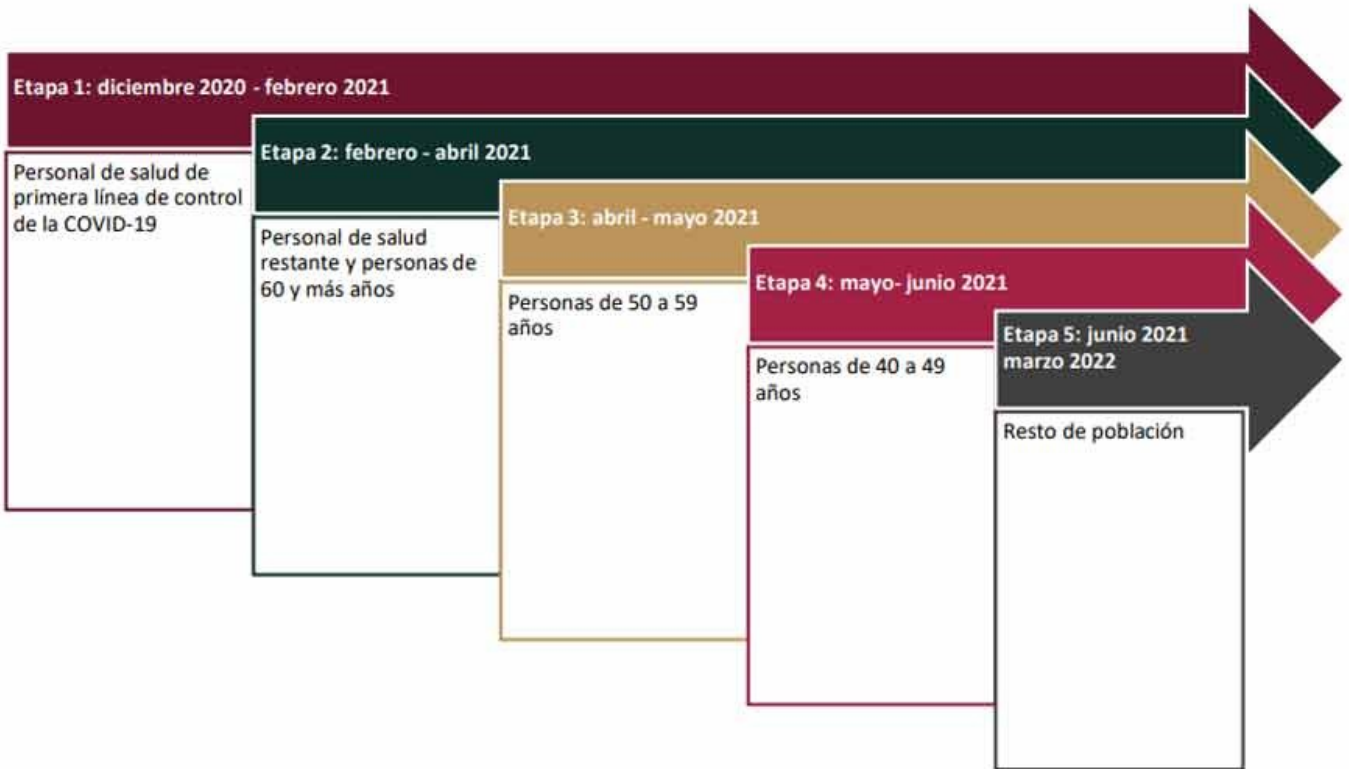 Etapa 1: diciembre 2020 - febrero 2021
Personal de salud de
primera línea de control
de la COVID-19
Etapa 2: febrero - abril 2021
Personal de salud
restante y personas de
60 y más años
Etapa 3: abril - mayo 2021
Personas de 50 a 59
años
Etapa 4: mayo- junio 2021
Personas de 40 a 49
años
Etapa 5: junio 2021
marzo 2022
Resto de población